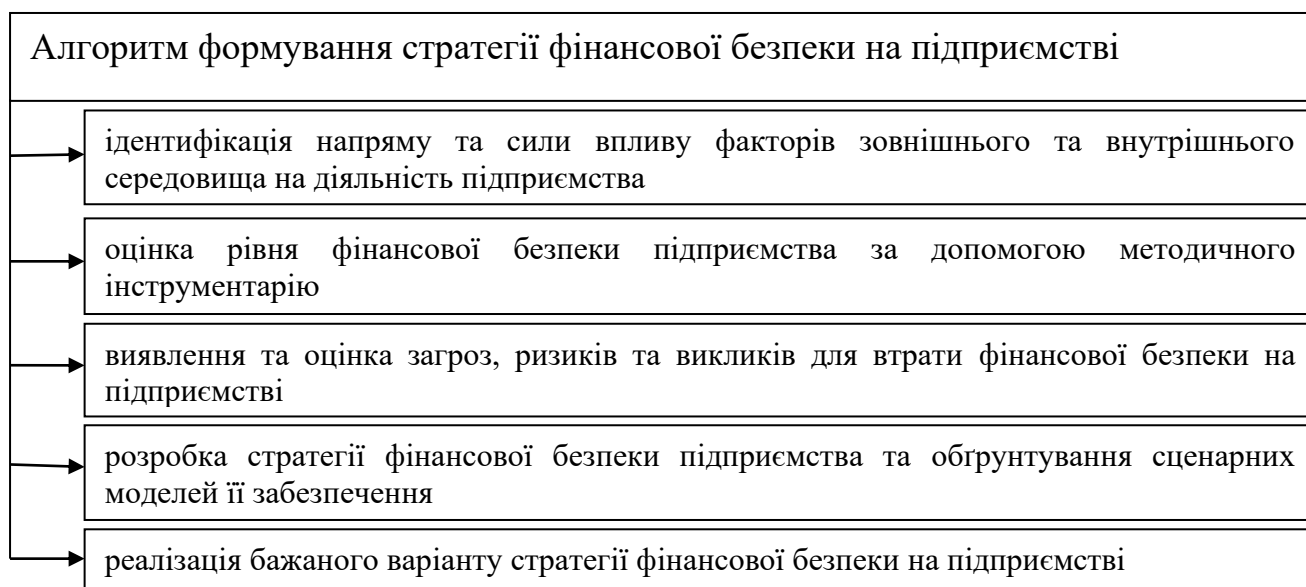 Алгоритм формування стратегії фінансової безпеки на підприємстві
ідентифікація напряму та сили впливу факторів зовнішнього та внутрішнього
середовища на діяльність підприємства
оцінка рівня фінансової безпеки підприємства за допомогою методичного
інструментарію
виявлення та оцінка загроз, ризиків та викликів для втрати фінансової безпеки на
підприємстві
розробка стратегії фінансової безпеки підприємства та обґрунтування сценарних
моделей її забезпечення
реалізація бажаного варіанту стратегії фінансової безпеки на підприємстві